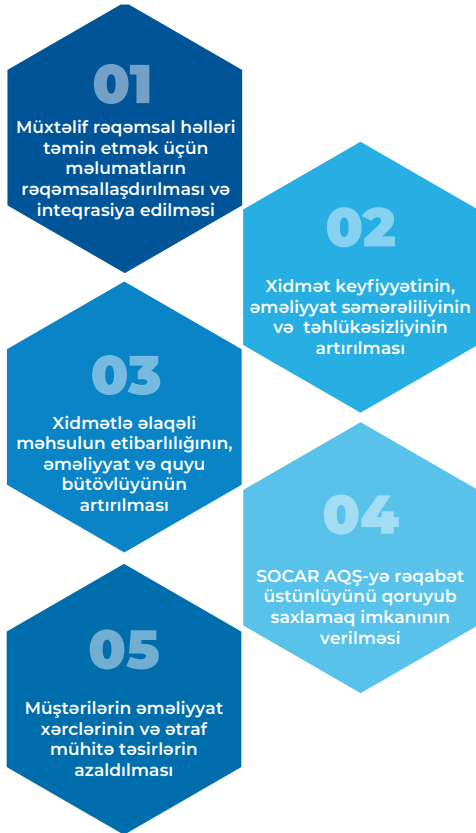 01
Müxtəlif rəqəmsal həlləri
təmin etmək üçün
məlumatların
rəqəmsallaşdırılması və
inteqrasiya edilməsi
02
Xidmət keyfiyyətinin,
əməliyyat səmərəliliyinin
və təhlükəsizliyinin
artırılması
03
Xidmətlə əlaqəli
məhsulun etibarlılığının,
əməliyyat və quyu
bütövlüyünün
artırılması
04
SOCAR AQŞ-yə rəqabət
üstünlüyünü qoruyub
saxlamaq imkanının
verilməsi
05
Müştərilərin əməliyyat
xərclərinin və ətraf
mühitə təsirlərin
azaldılması